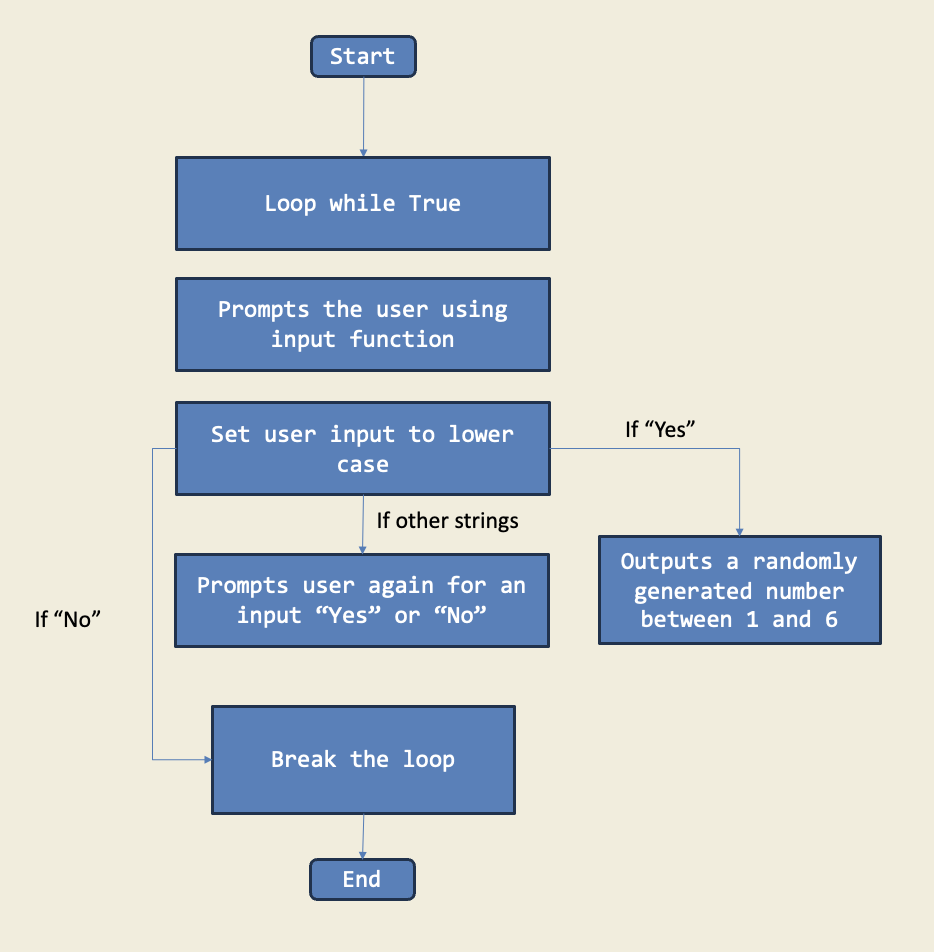 Start
Loop while True
Prompts the user using
input function
Set user input to lower
case
If “Yes”
If other strings
Prompts user again for an
input “Yes” or “No”
Outputs a randomly
generated number
between 1 and 6
If “No”
Break the loop
End